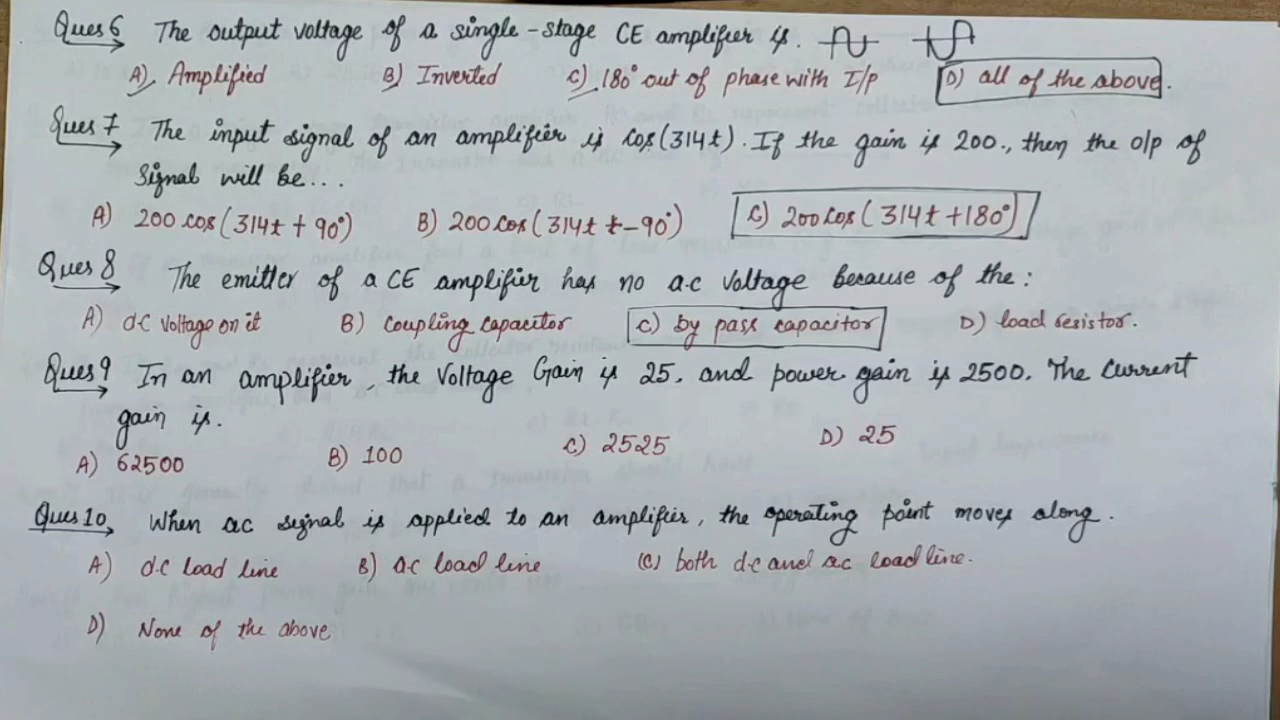 Ques 6 The output voltage of a single-stage CE amplifier is.
A) Amplified B) Inverted C) 180° out of phase with I/p D) all of the above.
Ques 7 The input signal of an amplifier is cos(314t). If the gain is 200., then the o/p of
Signal will be...
A) 200 cos(314t + 90°) B) 200 cos(314t t-90°) C) 200 cos(314t +180°)
Ques 8 The emitter of a CE amplifier has no a.c voltage because of the:
A) d.c voltage on it B) Coupling capacitor C) by pass capacitor D) load resistor.
Ques 9 In an amplifier, the Voltage Gain is 25. and power gain is 2500. The Current
gain is.
A) 62500 B) 100 C) 2525 D) 25
Ques 10, When ac signal is applied to an amplifier, the operating point moves along.
A) d.c load line B) a.c load line (C) both d.c and ac load line.
D) None of the above